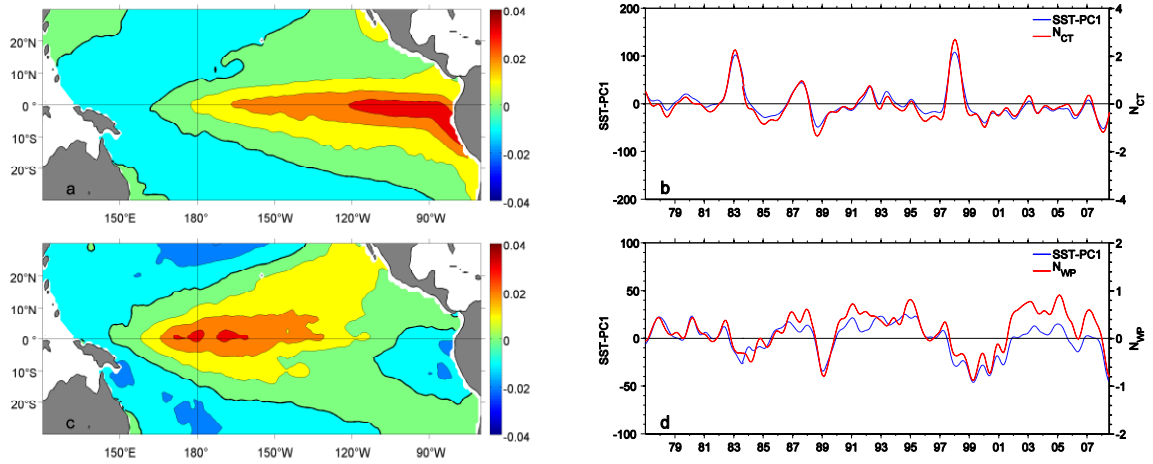 20°N
10°N
0°
10°S
20°S
a
150°E 180° 150°W 120°W 90°W
0.04
0.02
0
-0.02
-0.04
200
100
0
-100
-200
SST-PC1
SST-PC1
N_CT
b
4
2
0
-2
-4
N_CT
79 81 83 85 87 89 91 93 95 97 99 01 03 05 07
20°N
10°N
0°
10°S
20°S
c
150°E 180° 150°W 120°W 90°W
0.04
0.02
0
-0.02
-0.04
100
50
0
-50
-100
SST-PC1
SST-PC1
N_WP
d
2
1
0
-1
-2
N_WP
79 81 83 85 87 89 91 93 95 97 99 01 03 05 07